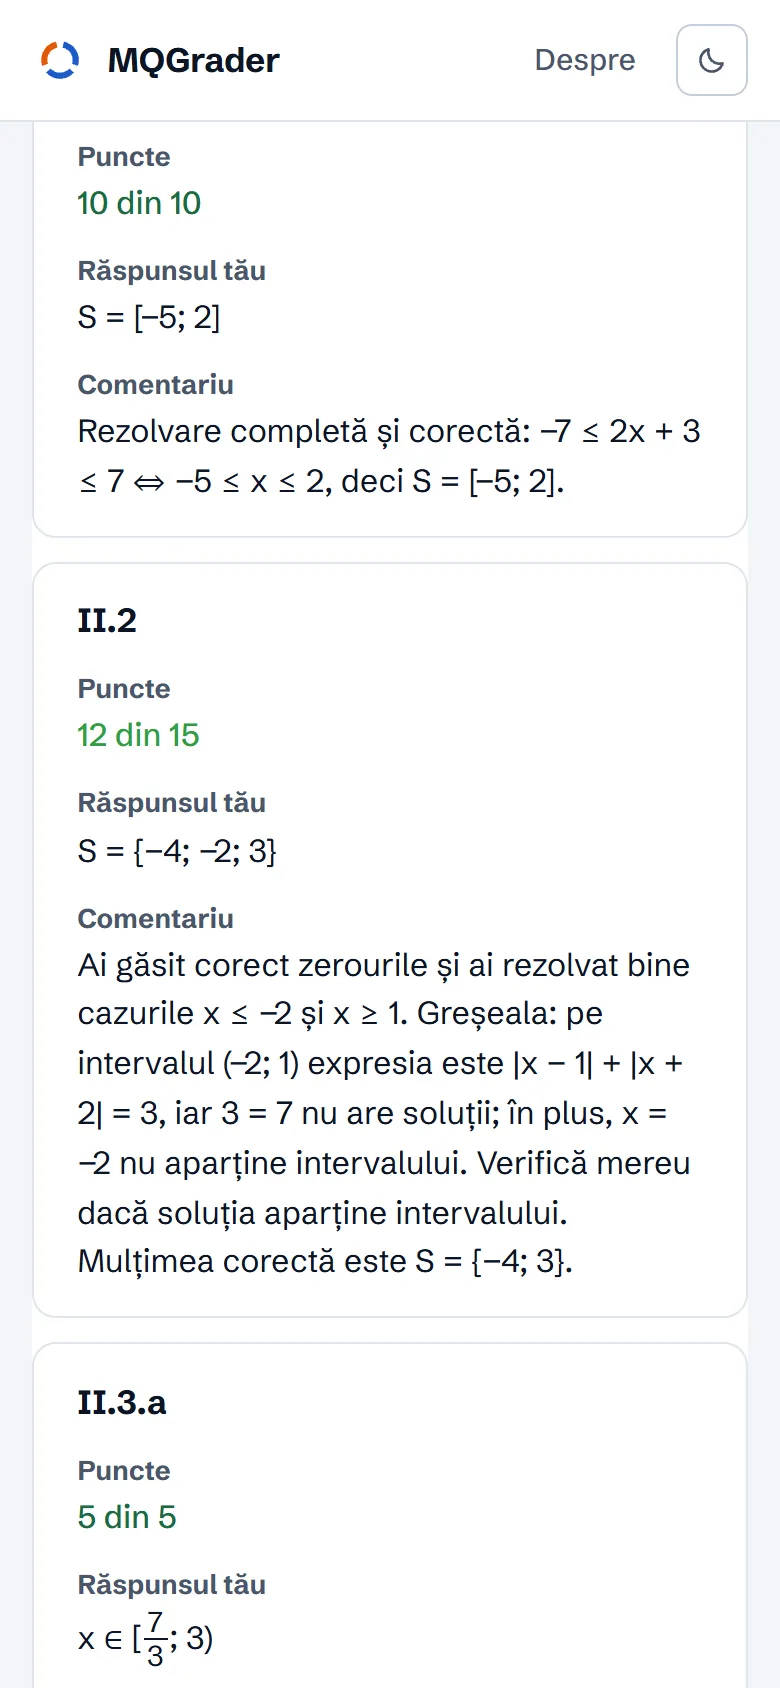 MQGrader
Despre
Puncte
10 din 10
Răspunsul tău
S = [−5; 2]
Comentariu
Rezolvare completă și corectă: −7 ≤ 2x + 3
≤ 7 ⇔ −5 ≤ x ≤ 2, deci S = [−5; 2].
II.2
Puncte
12 din 15
Răspunsul tău
S = {−4; −2; 3}
Comentariu
Ai găsit corect zerourile și ai rezolvat bine
cazurile x ≤ −2 și x ≥ 1. Greșeala: pe
intervalul (−2; 1) expresia este |x − 1| + |x +
2| = 3, iar 3 = 7 nu are soluții; în plus, x =
−2 nu aparține intervalului. Verifică mereu
dacă soluția aparține intervalului.
Mulțimea corectă este S = {−4; 3}.
II.3.a
Puncte
5 din 5
Răspunsul tău
x ∈ [7/3; 3)